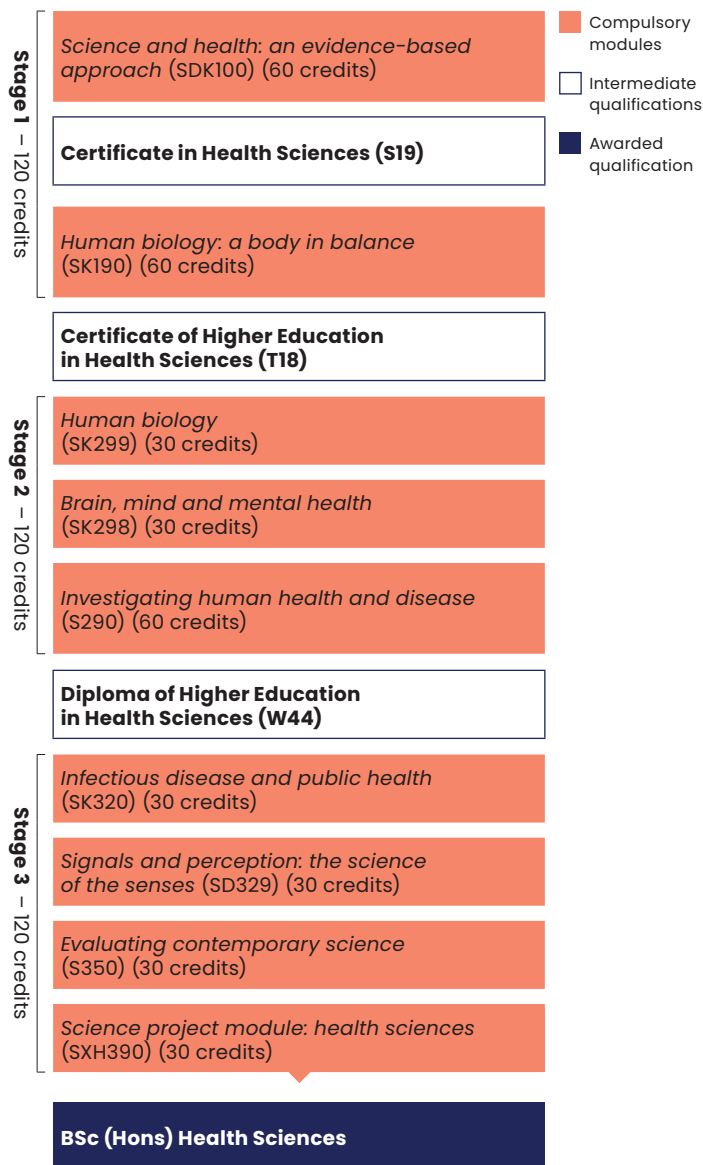 Stage 1 – 120 credits
Science and health: an evidence-based
approach (SDK100) (60 credits)
Certificate in Health Sciences (S19)
Human biology: a body in balance
(SK190) (60 credits)
Compulsory
modules
Intermediate
qualifications
Awarded
qualification
Certificate of Higher Education
in Health Sciences (T18)
Stage 2 – 120 credits
Human biology
(SK299) (30 credits)
Brain, mind and mental health
(SK298) (30 credits)
Investigating human health and disease
(S290) (60 credits)
Diploma of Higher Education
in Health Sciences (W44)
Stage 3 – 120 credits
Infectious disease and public health
(SK320) (30 credits)
Signals and perception: the science
of the senses (SD329) (30 credits)
Evaluating contemporary science
(S350) (30 credits)
Science project module: health sciences
(SXH390) (30 credits)
BSc (Hons) Health Sciences